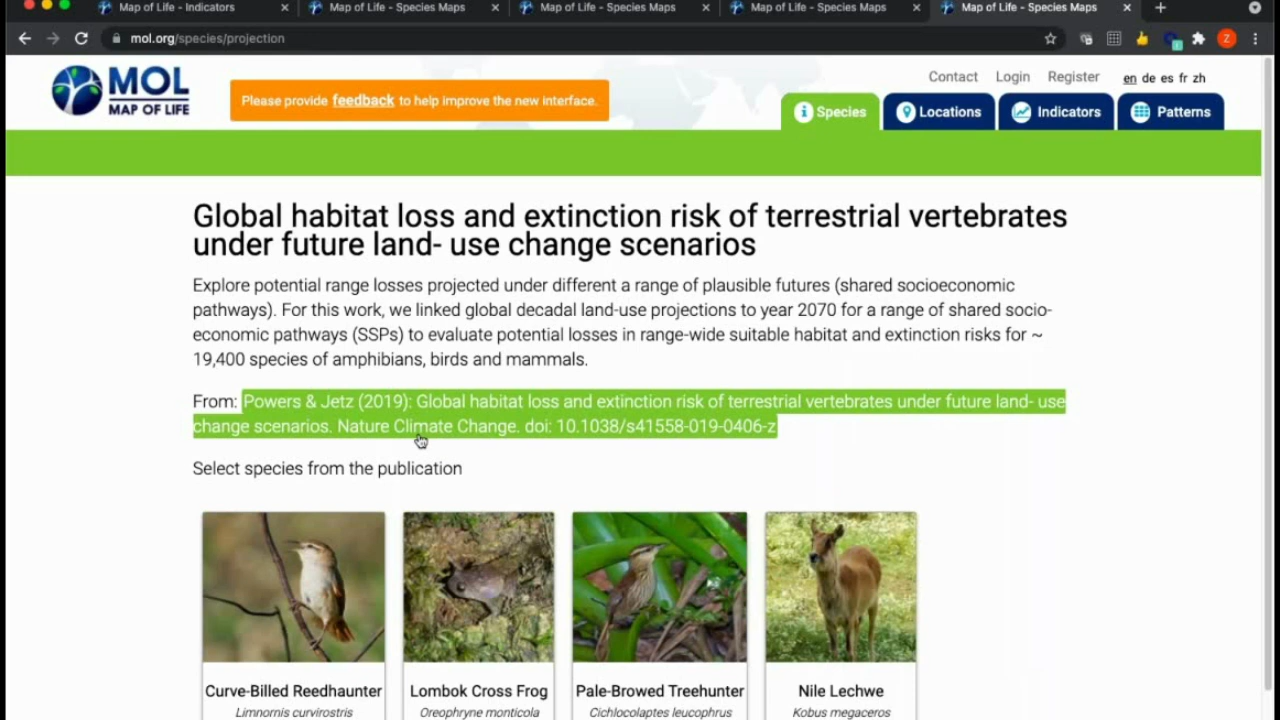 Map of Life - Indicators
Map of Life - Species Maps
Map of Life - Species Maps
Map of Life - Species Maps
Map of Life - Species Maps
mol.org/species/projection
Z
MOL
MAP OF LIFE
Please provide feedback to help improve the new interface.
Contact Login Register en de es fr zh
Species Locations Indicators Patterns
Global habitat loss and extinction risk of terrestrial vertebrates
under future land- use change scenarios
Explore potential range losses projected under different a range of plausible futures (shared socioeconomic
pathways). For this work, we linked global decadal land-use projections to year 2070 for a range of shared socio-
economic pathways (SSPs) to evaluate potential losses in range-wide suitable habitat and extinction risks for ~
19,400 species of amphibians, birds and mammals.
From: Powers & Jetz (2019): Global habitat loss and extinction risk of terrestrial vertebrates under future land- use
change scenarios. Nature Climate Change. doi: 10.1038/s41558-019-0406-z
Select species from the publication
Curve-Billed Reedhaunter
Limnornis curvirostris
Lombok Cross Frog
Oreophryne monticola
Pale-Browed Treehunter
Cichlocolaptes leucophrus
Nile Lechwe
Kobus megaceros